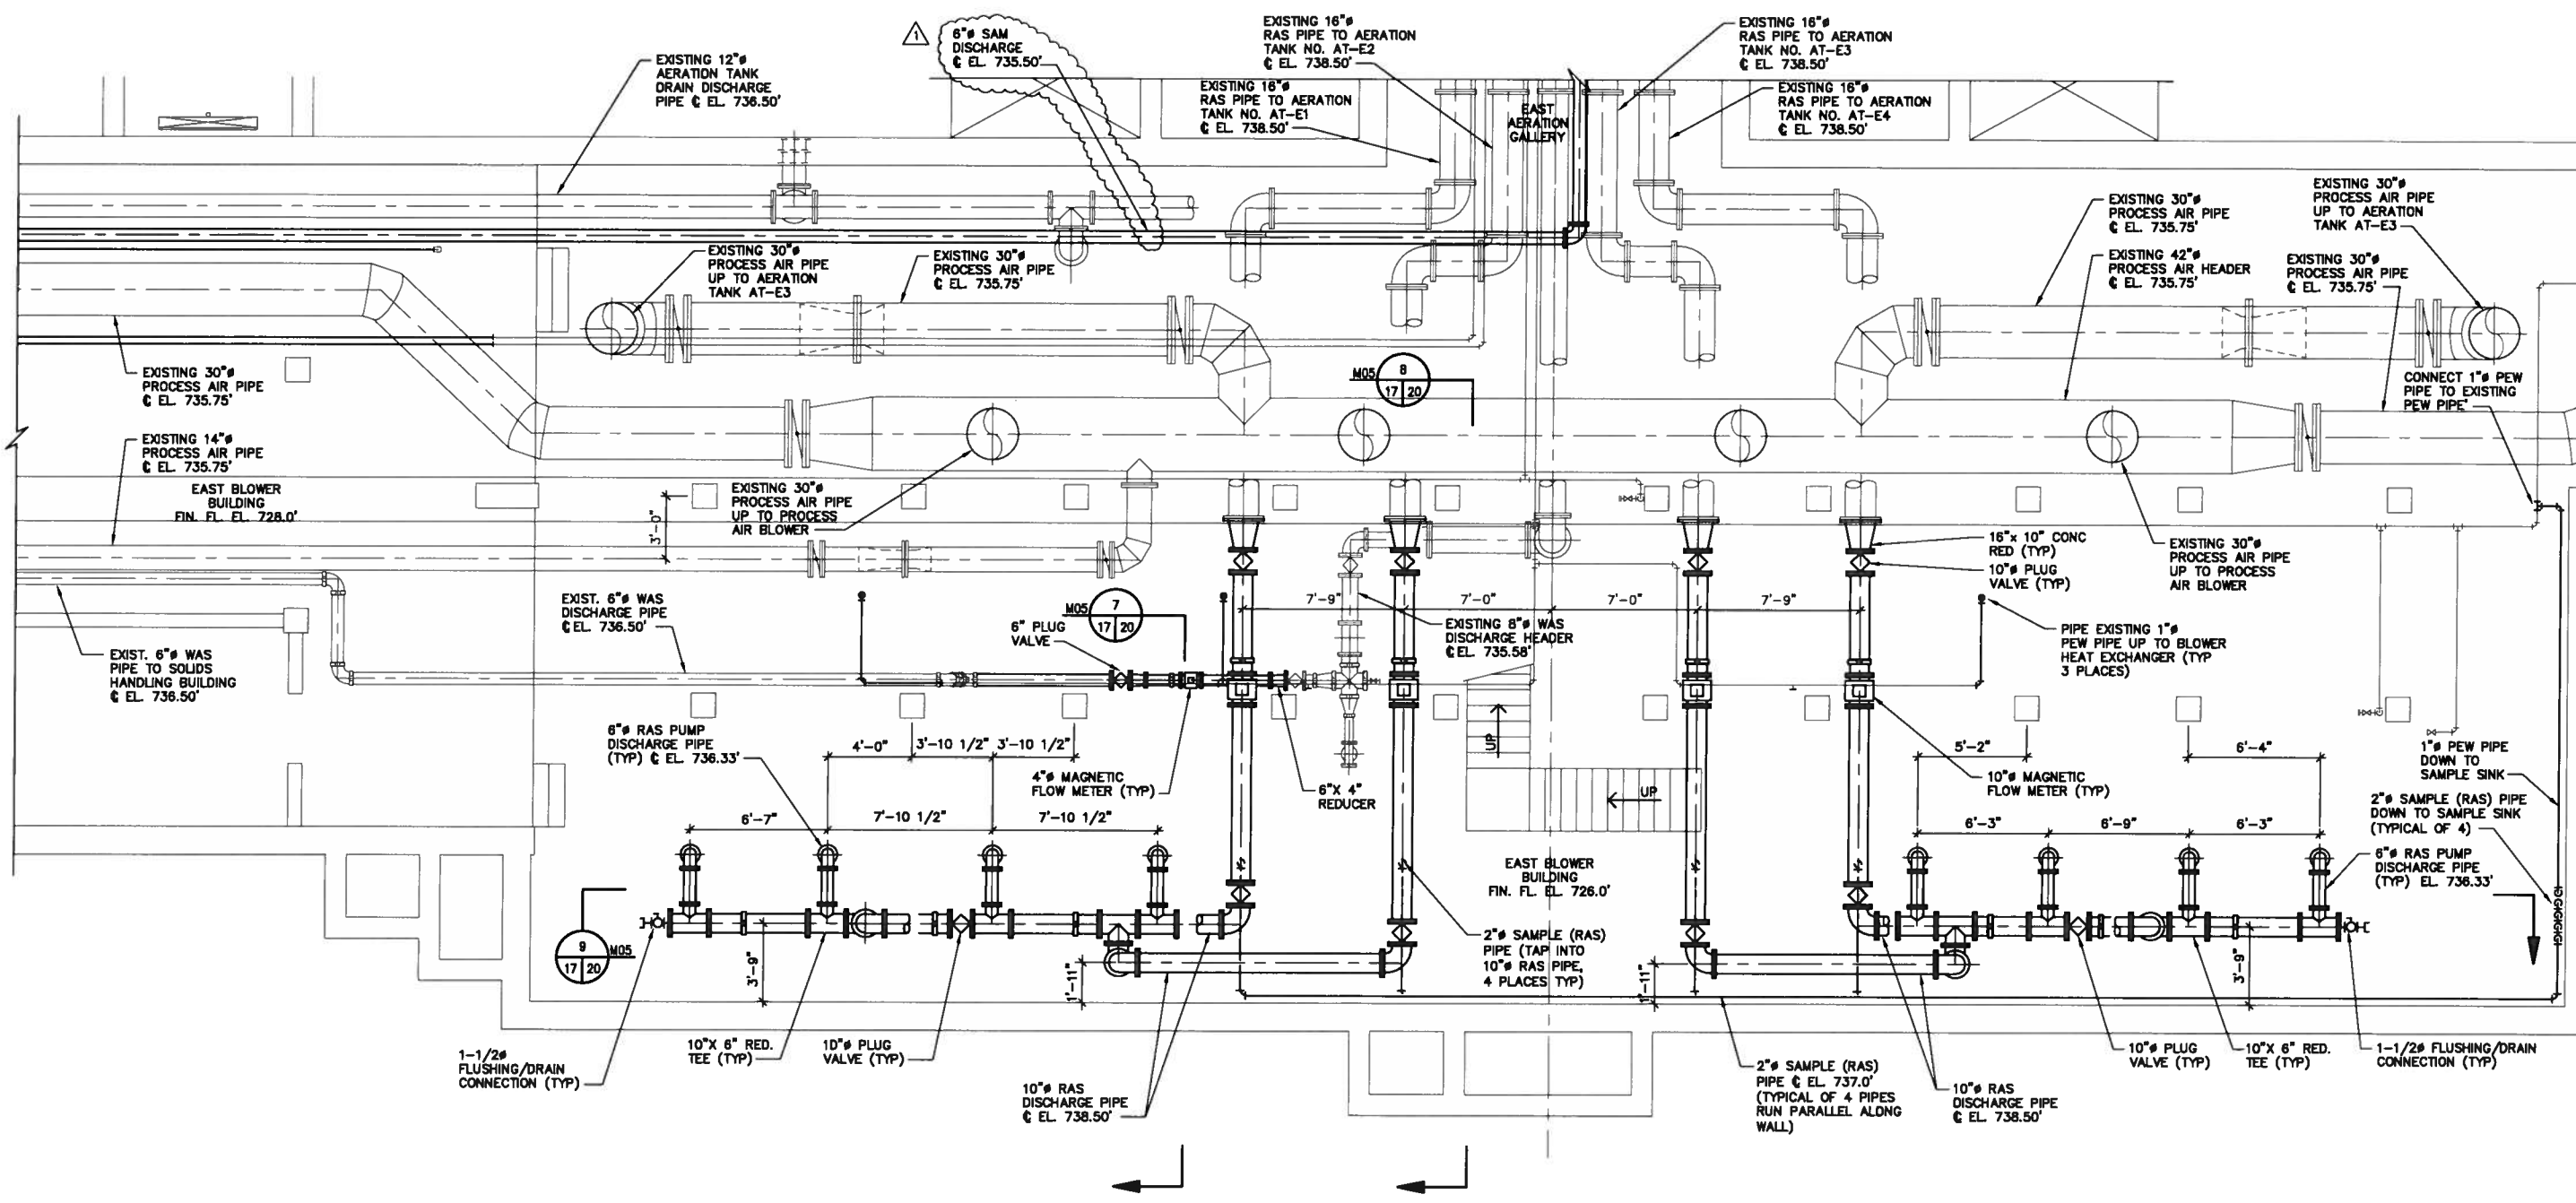 1
6"ø SAM
DISCHARGE
℄ EL. 735.50'
EXISTING 12"ø
AERATION TANK
DRAIN DISCHARGE
PIPE ℄ EL. 736.50'
EXISTING 16"ø
RAS PIPE TO AERATION
TANK NO. AT-E2
℄ EL. 738.50'
EXISTING 16"ø
RAS PIPE TO AERATION
TANK NO. AT-E1
℄ EL. 738.50'
EAST
AERATION
GALLERY
EXISTING 16"ø
RAS PIPE TO AERATION
TANK NO. AT-E3
℄ EL. 738.50'
EXISTING 16"ø
RAS PIPE TO AERATION
TANK NO. AT-E4
℄ EL. 738.50'
EXISTING 30"ø
PROCESS AIR PIPE
℄ EL. 735.75'
EXISTING 30"ø
PROCESS AIR PIPE
UP TO AERATION
TANK AT-E3
EXISTING 42"ø
PROCESS AIR HEADER
℄ EL. 735.75'
EXISTING 30"ø
PROCESS AIR PIPE
℄ EL. 735.75'
EXISTING 30"ø
PROCESS AIR PIPE
UP TO AERATION
TANK AT-E3
EXISTING 30"ø
PROCESS AIR PIPE
℄ EL. 735.75'
EXISTING 30"ø
PROCESS AIR PIPE
℄ EL. 735.75'
M05
8
17 20
CONNECT 1"ø PEW
PIPE TO EXISTING
PEW PIPE
EXISTING 14"ø
PROCESS AIR PIPE
℄ EL. 735.75'
EAST BLOWER
BUILDING
FIN. FL. EL. 728.0'
3'-0"
EXISTING 30"ø
PROCESS AIR PIPE
UP TO PROCESS
AIR BLOWER
16"x 10" CONC
RED (TYP)
10"ø PLUG
VALVE (TYP)
EXISTING 30"ø
PROCESS AIR PIPE
UP TO PROCESS
AIR BLOWER
EXIST. 6"ø WAS
DISCHARGE PIPE
℄ EL. 736.50'
6" PLUG
VALVE
M05
7
17 20
7'-9"
7'-0"
7'-0"
7'-9"
EXISTING 8"ø WAS
DISCHARGE HEADER
℄ EL. 735.58'
PIPE EXISTING 1"ø
PEW PIPE UP TO BLOWER
HEAT EXCHANGER (TYP
3 PLACES)
EXIST. 6"ø WAS
PIPE TO SOLIDS
HANDLING BUILDING
℄ EL. 736.50'
6"ø RAS PUMP
DISCHARGE PIPE
(TYP) ℄ EL. 736.33'
4'-0"
3'-10 1/2"
3'-10 1/2"
4"ø MAGNETIC
FLOW METER (TYP)
6"X 4"
REDUCER
UP
UP
5'-2"
6'-4"
10"ø MAGNETIC
FLOW METER (TYP)
1"ø PEW PIPE
DOWN TO
SAMPLE SINK
2"ø SAMPLE (RAS) PIPE
DOWN TO SAMPLE SINK
(TYPICAL OF 4)
6'-7"
7'-10 1/2"
7'-10 1/2"
6'-3"
6'-9"
6'-3"
6"ø RAS PUMP
DISCHARGE PIPE
(TYP) EL. 736.33'
EAST BLOWER
BUILDING
FIN. FL. EL. 726.0'
2"ø SAMPLE (RAS)
PIPE (TAP INTO
10"ø RAS PIPE,
4 PLACES TYP)
9
17 20
M05
3'-9"
1'-11"
1'-11"
3'-9"
1-1/2ø
FLUSHING/DRAIN
CONNECTION (TYP)
10"X 6" RED.
TEE (TYP)
10"ø PLUG
VALVE (TYP)
10"ø RAS
DISCHARGE PIPE
℄ EL. 738.50'
2"ø SAMPLE (RAS)
PIPE ℄ EL. 737.0'
(TYPICAL OF 4 PIPES
RUN PARALLEL ALONG
WALL)
10"ø RAS
DISCHARGE PIPE
℄ EL. 738.50'
10"ø PLUG
VALVE (TYP)
10"X 6" RED.
TEE (TYP)
1-1/2ø FLUSHING/DRAIN
CONNECTION (TYP)